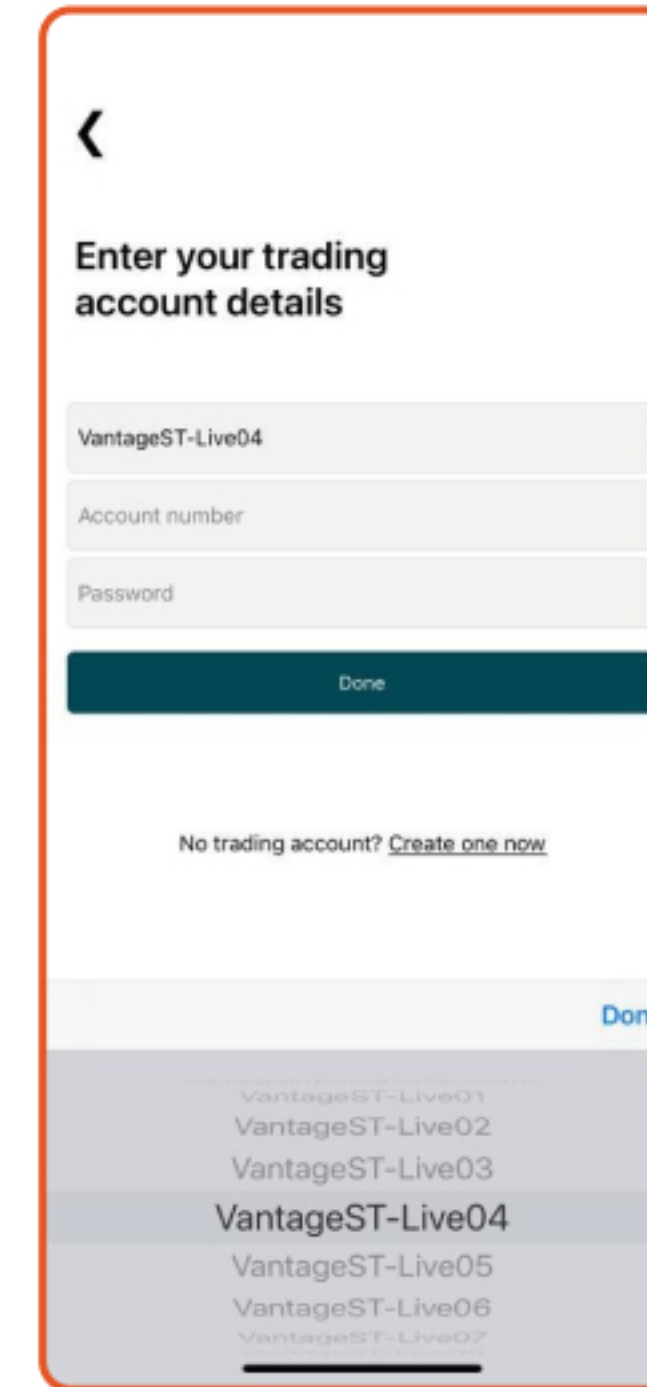 Enter your trading
account details
VantageST-Live04
Account number
Password
Done
No trading account? Create one now
Don
VantageST-Live01
VantageST-Live02
VantageST-Live03
VantageST-Live04
VantageST-Live05
VantageST-Live06
VantageST-Live07